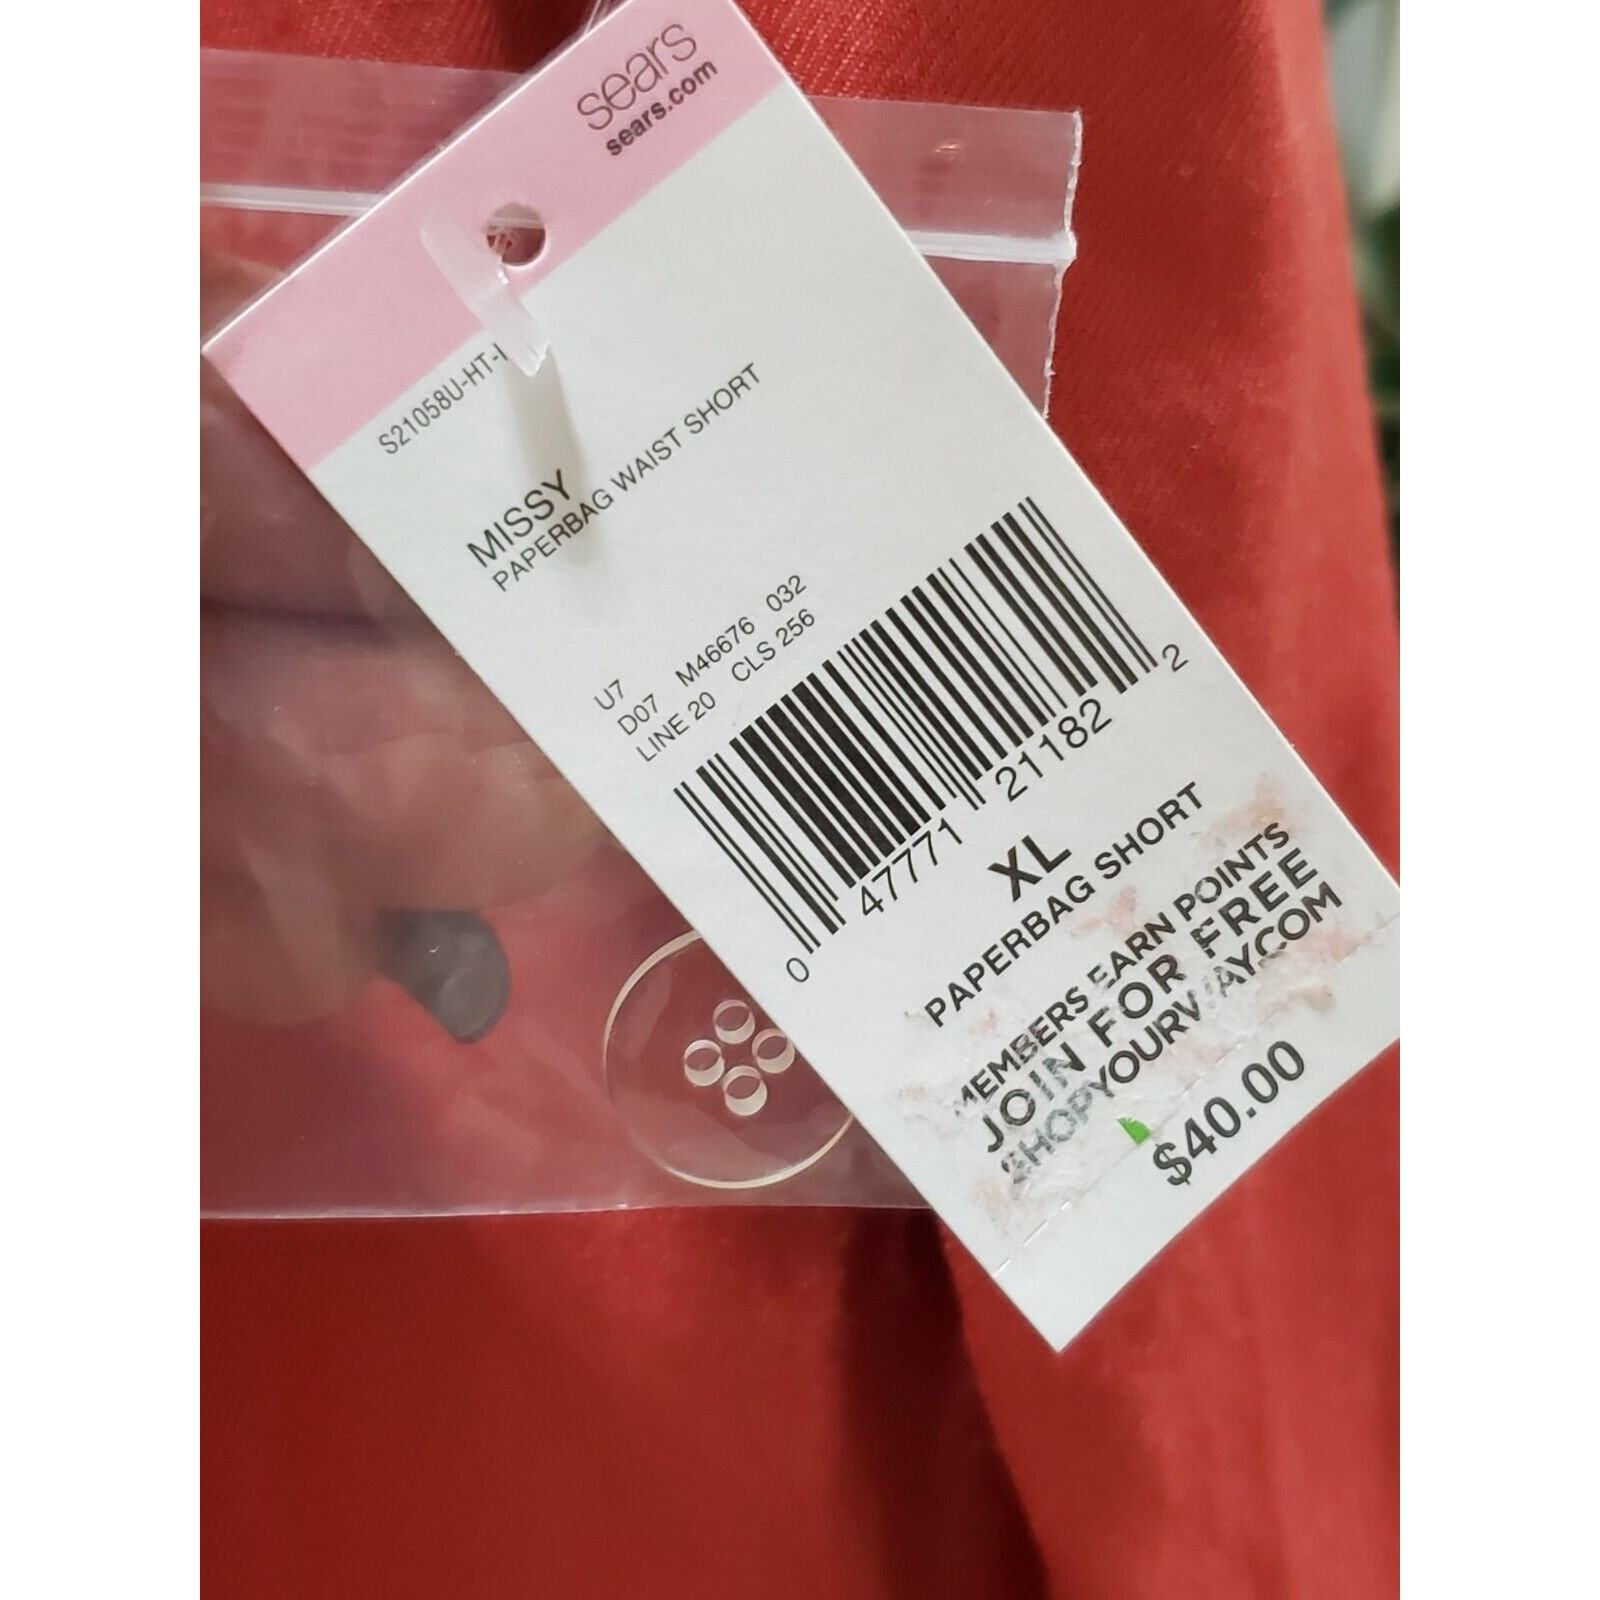 sears
sears.com
S21058U-HT-I
MISSY
PAPERBAG WAIST SHORT
U7
D07 M46676 032
LINE 20 CLS 256
0 47771 21182 2
XL
PAPERBAG SHORT
MEMBERS EARN POINTS
JOIN FOR FREE
SHOPYOURWAY.COM
$40.00